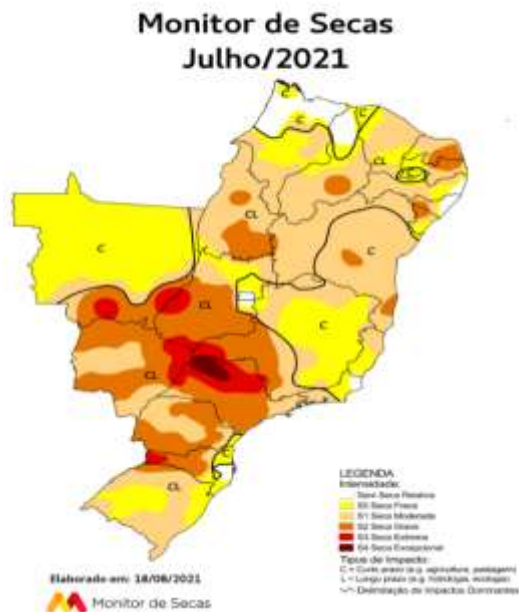 Monitor de Secas
Julho/2021
C
C
C
CL
C
CL
C
C
C
CL
C
CL
C
CL
LEGENDA
Intensidade:
Sem Seca Relativa
S0 Seca Fraca
S1 Seca Moderada
S2 Seca Grave
S3 Seca Extrema
S4 Seca Excepcional
Tipos de Impacto:
C = Curto prazo (e.g. agricultura, pastagem)
L = Longo prazo (e.g. hidrologia, ecologia)
Delimitação de Impactos Dominantes
Elaborado em: 18/08/2021
Monitor de Secas